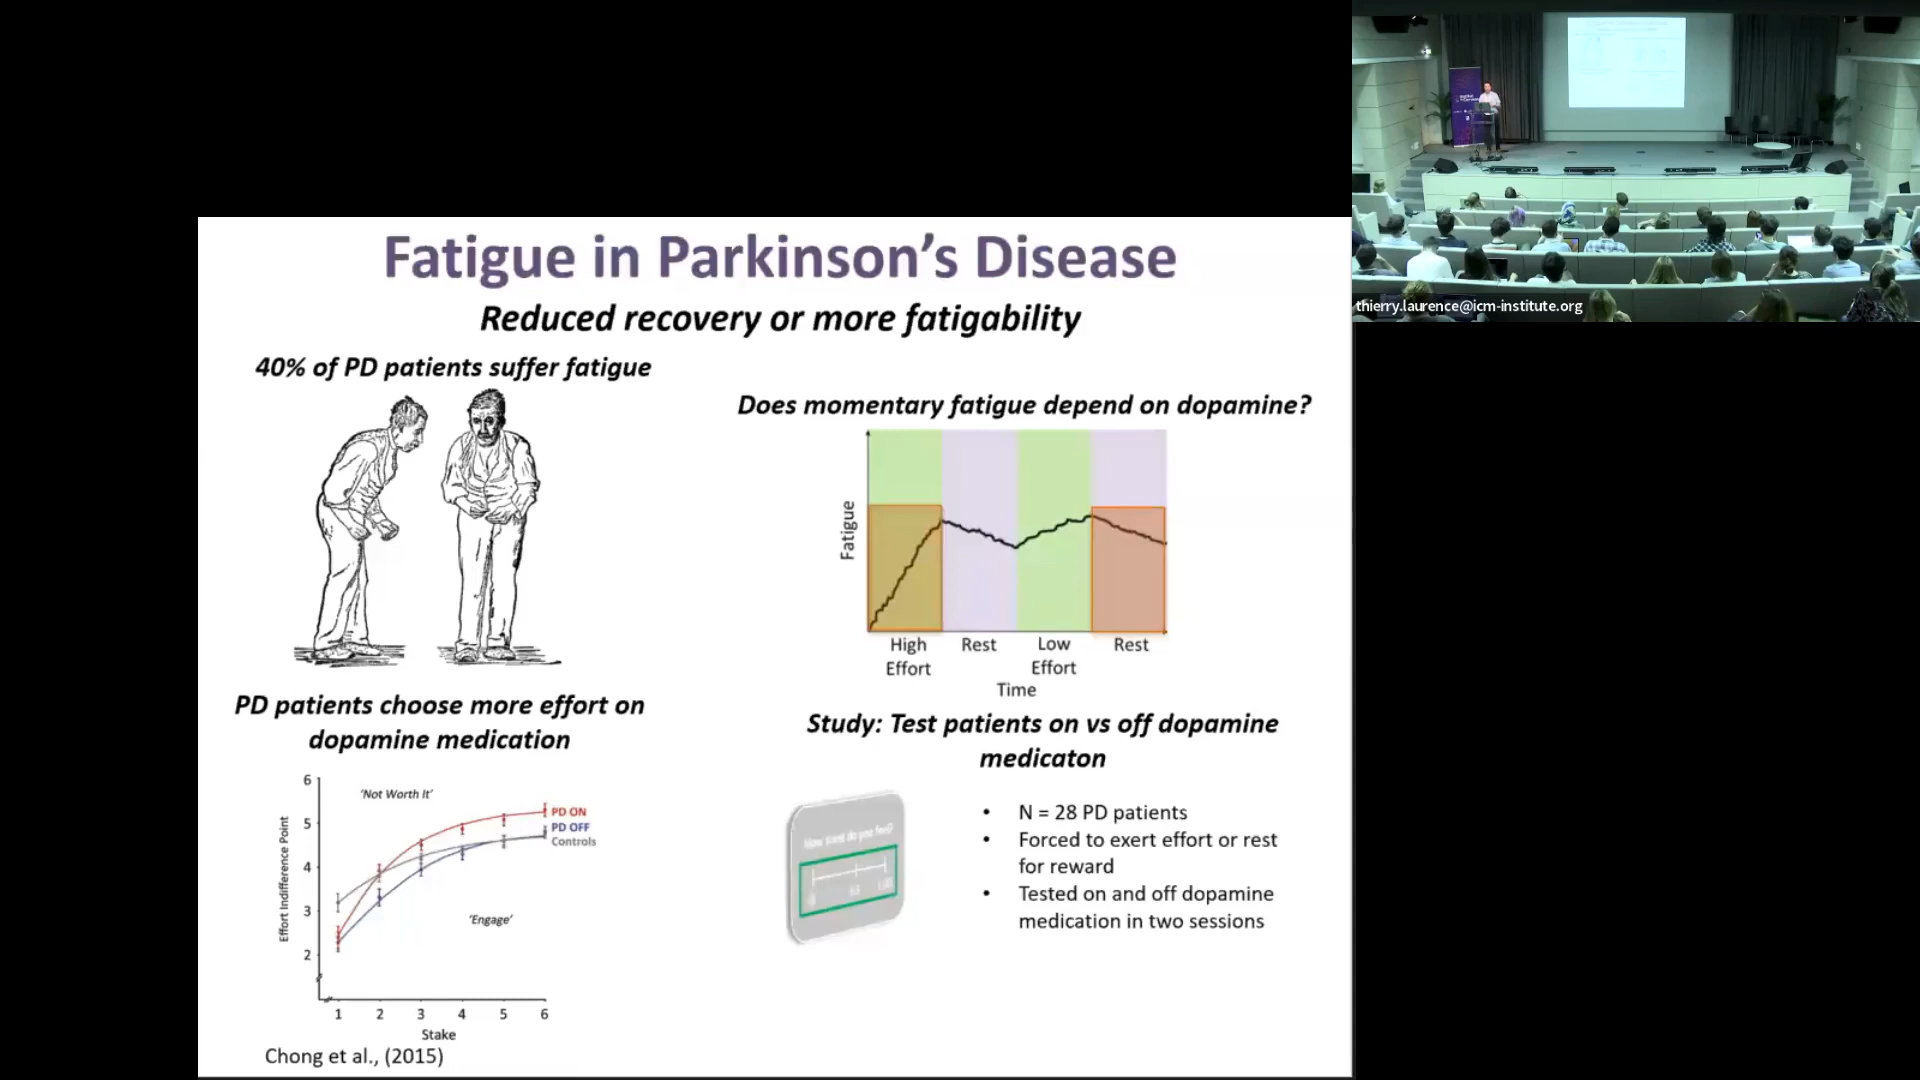 Fatigue in Parkinson's Disease
Reduced recovery or more fatigability
40% of PD patients suffer fatigue
PD patients choose more effort on
dopamine medication
6
5
4
3
2
Effort Indifference Point
'Not Worth It'
'Engage'
PD ON
PD OFF
Controls
1 2 3 4 5 6
Stake
Chong et al., (2015)
Does momentary fatigue depend on dopamine?
Fatigue
High Effort
Rest
Low Effort
Rest
Time
Study: Test patients on vs off dopamine
medicaton
How tired do you feel?
• N = 28 PD patients
• Forced to exert effort or rest
for reward
• Tested on and off dopamine
medication in two sessions
thierry.laurence@icm-institute.org